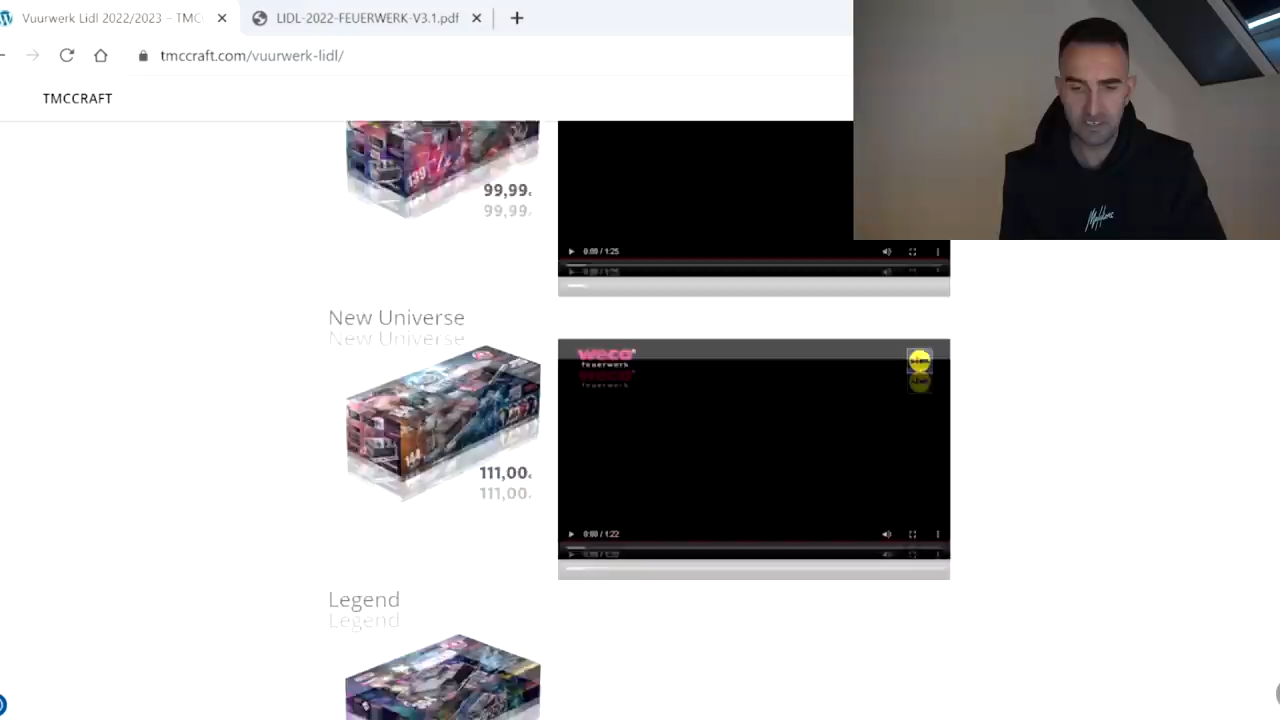 Vuurwerk Lidl 2022/2023 – TMC
LIDL-2022-FEUERWERK-V3.1.pdf
tmccraft.com/vuurwerk-lidl/
TMCCRAFT
139
99,99€
99,99€
0:00 / 1:25
New Universe
New Universe
weco
feuerwerk
144
111,00€
111,00€
0:00 / 1:22
Legend
Legend